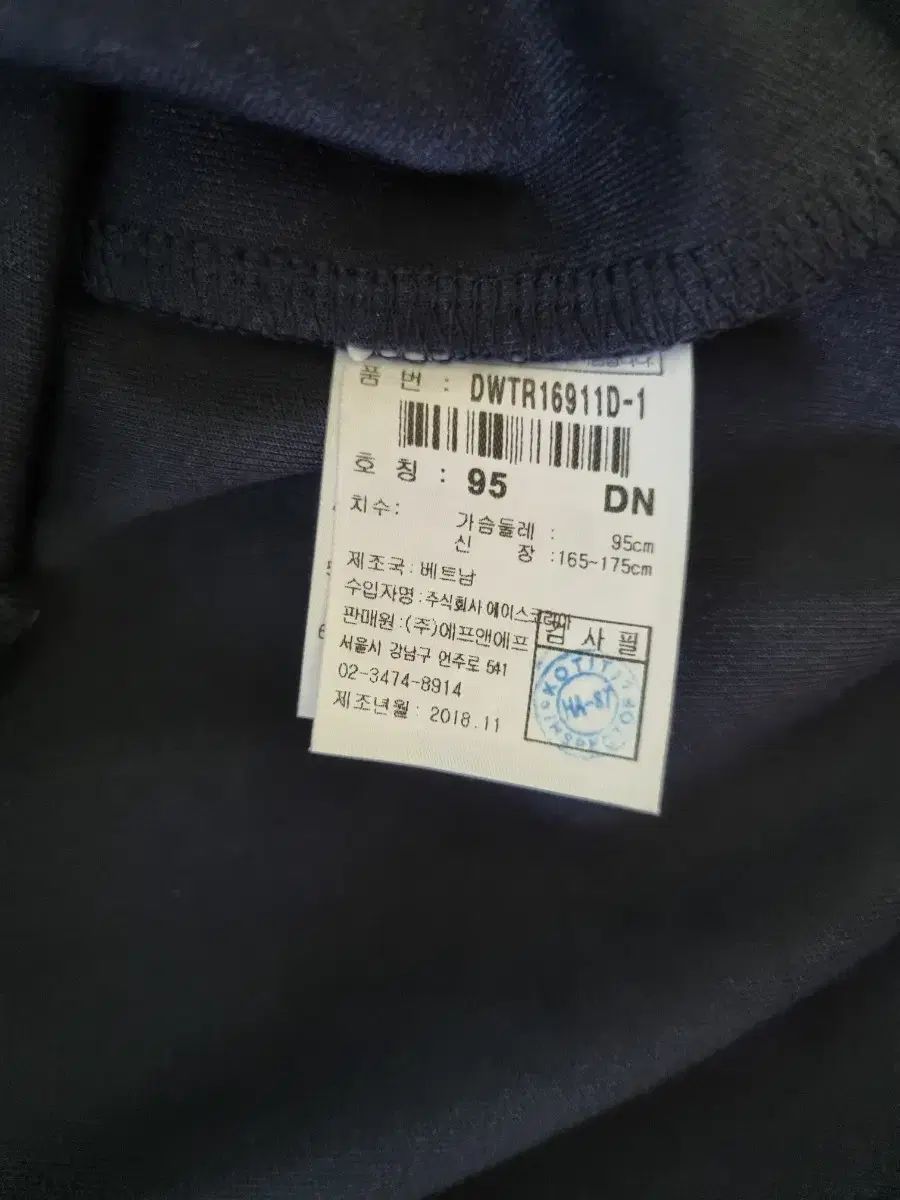 품 번 : DWTR16911D-1
호 칭 : 95 DN
치수: 가슴둘레 : 95cm
신 장 :165~175cm
제조국:베트남
수입자명:주식회사에이스코리아
판매원:(주)에프앤에프
검사필
서울시 강남구 언주로 541
02-3474-8914
제조년월: 2018.11
KOTITI
HA-87